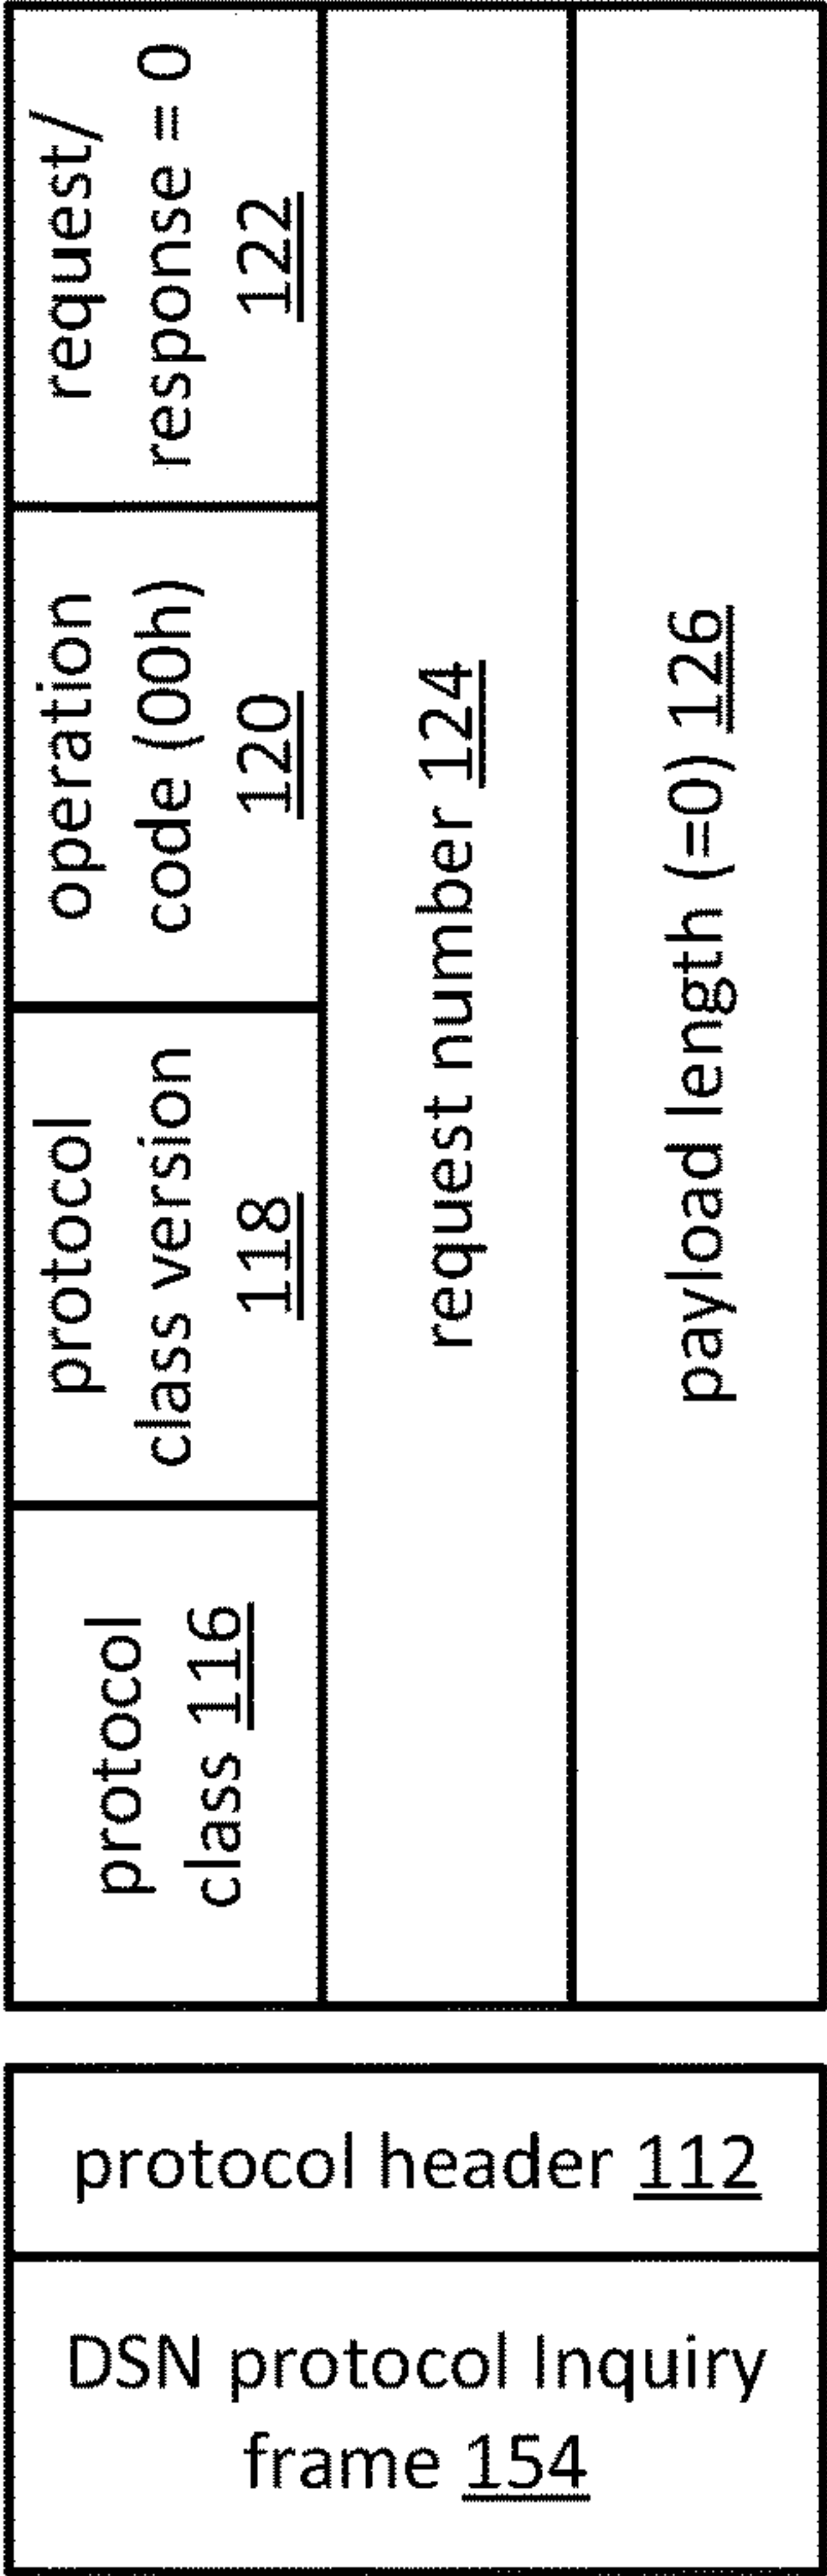 protocol
class 116
protocol
class version
118
operation
code (00h)
120
request/
response = 0
122
request number 124
payload length (=0) 126
protocol header 112
DSN protocol Inquiry
frame 154